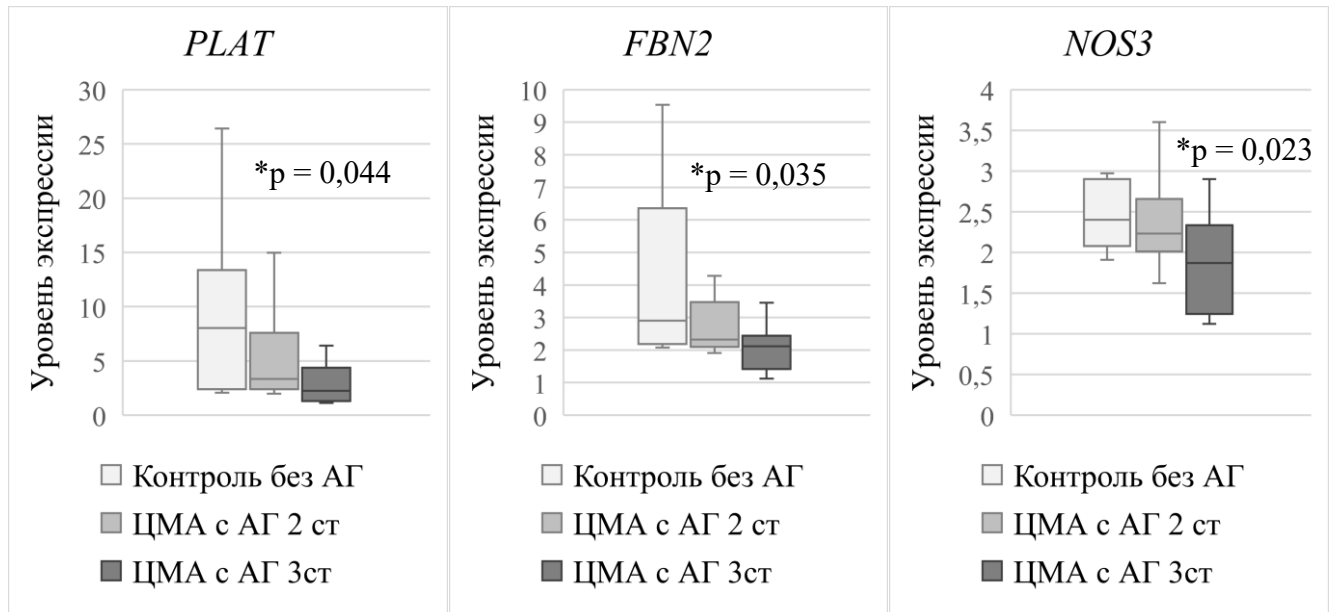 PLAT
Уровень экспрессии
30
25
20
15
10
5
0
*p = 0,044
Контроль без АГ
ЦМА с АГ 2 ст
ЦМА с АГ 3ст
FBN2
Уровень экспрессии
10
9
8
7
6
5
4
3
2
1
0
*p = 0,035
Контроль без АГ
ЦМА с АГ 2 ст
ЦМА с АГ 3ст
NOS3
Уровень экспрессии
4
3,5
3
2,5
2
1,5
1
0,5
0
*p = 0,023
Контроль без АГ
ЦМА с АГ 2 ст
ЦМА с АГ 3ст